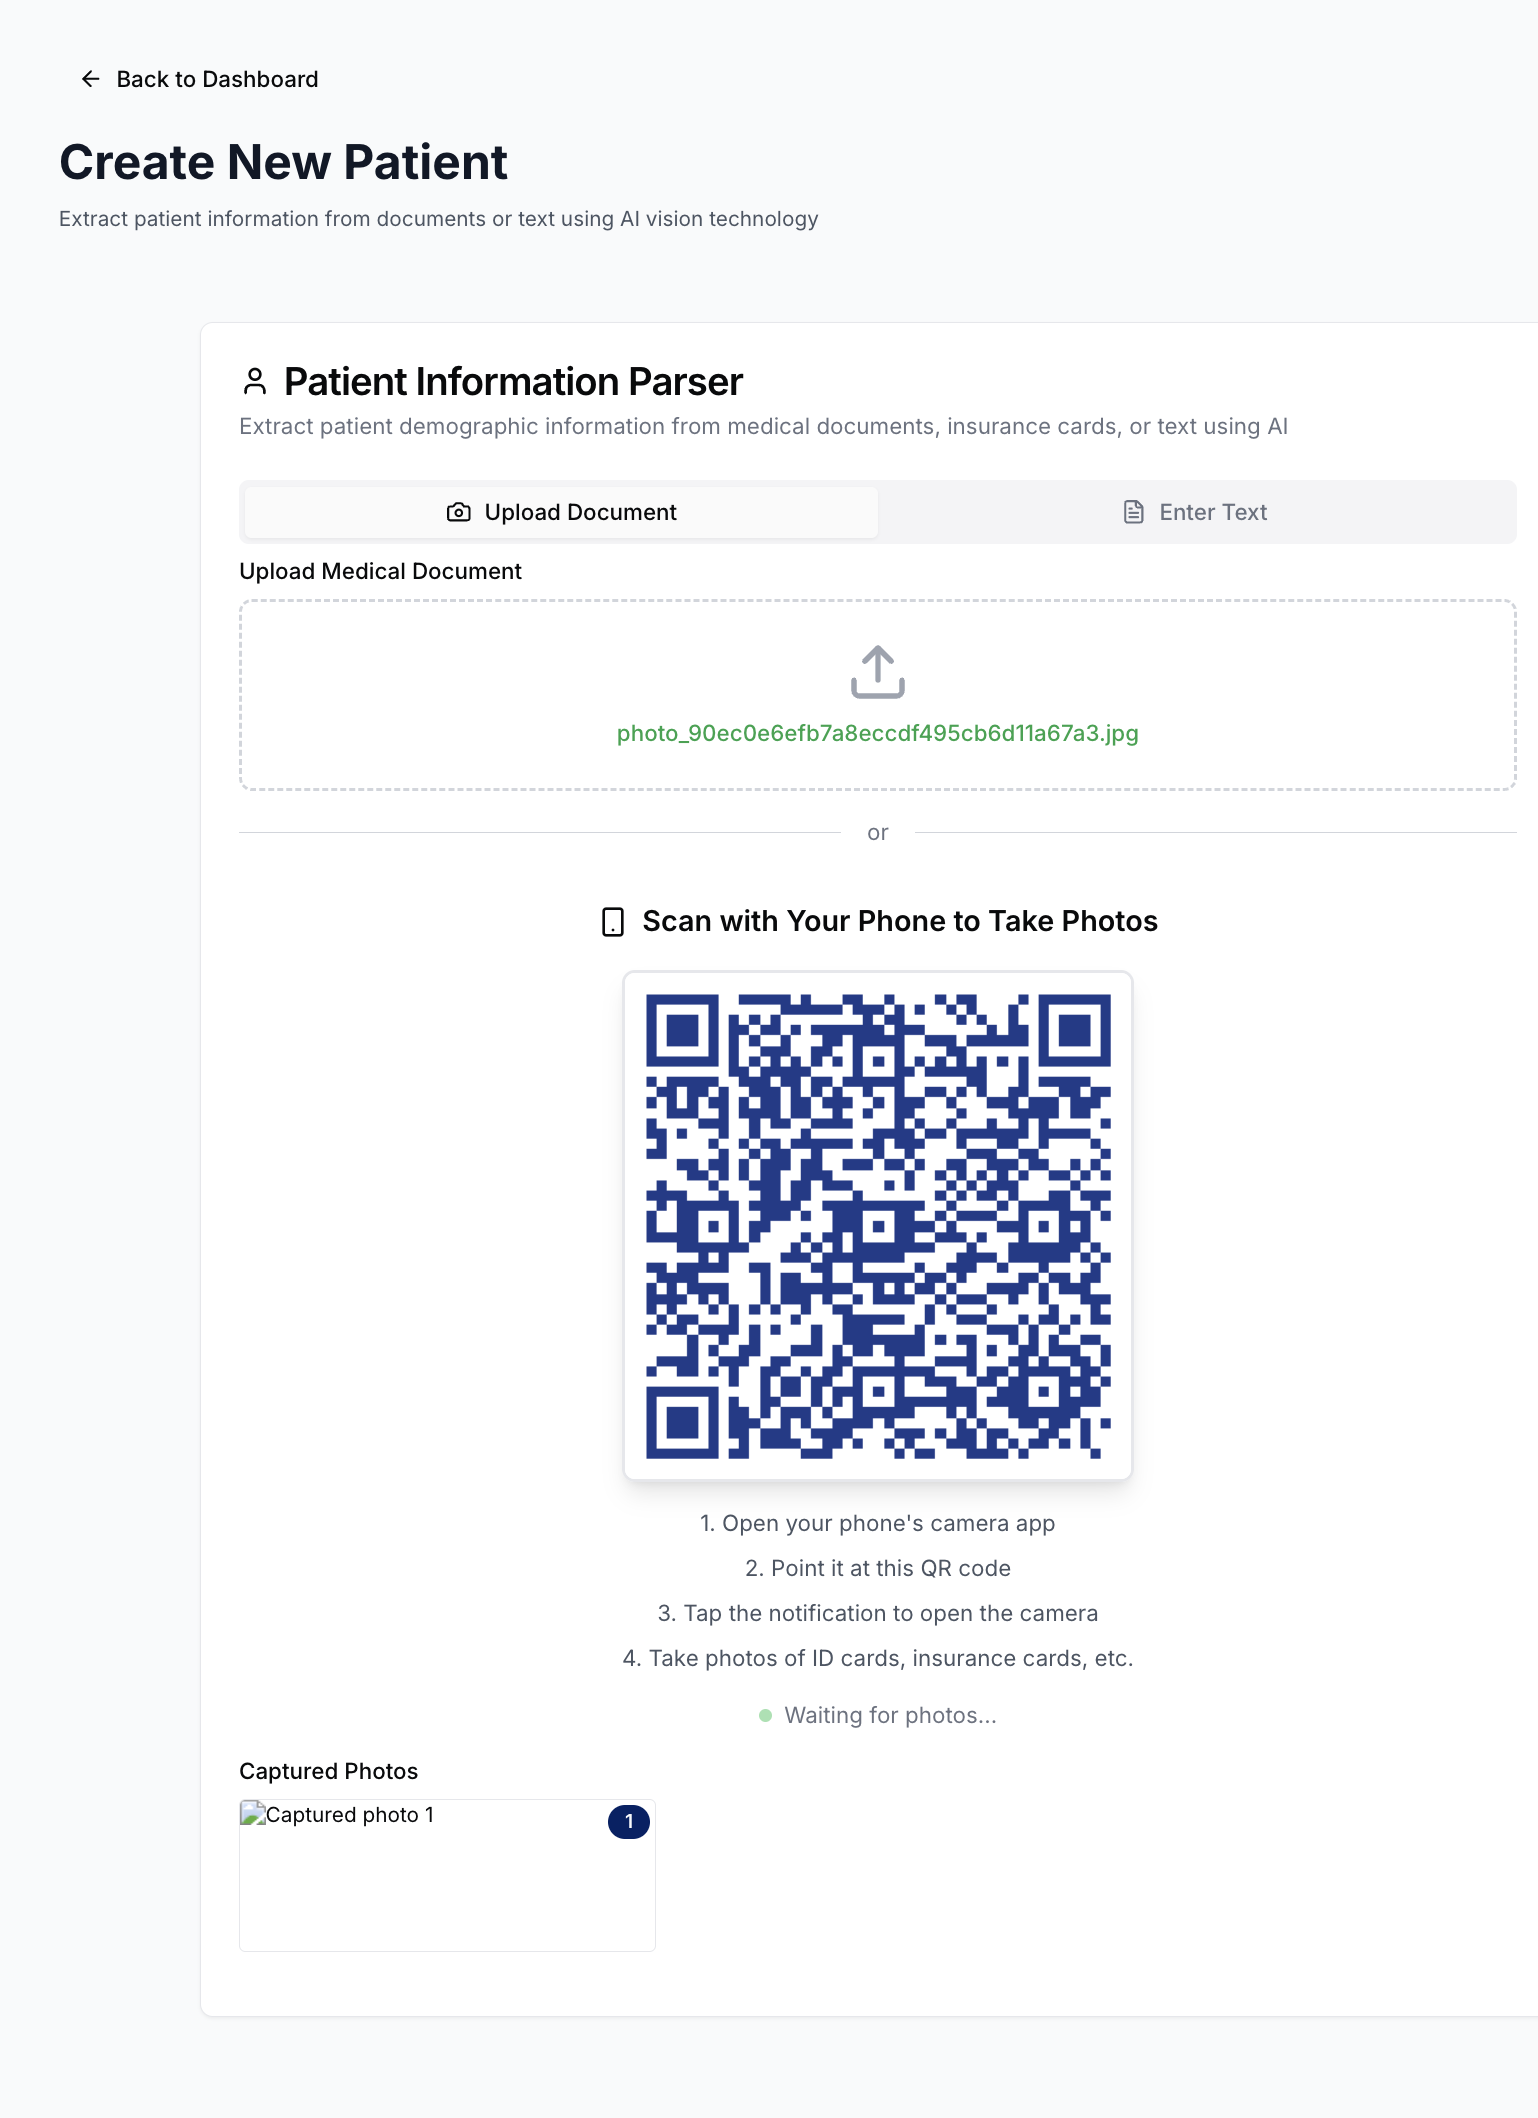 Back to Dashboard
Create New Patient
Extract patient information from documents or text using AI vision technology
Patient Information Parser
Extract patient demographic information from medical documents, insurance cards, or text using AI
Upload Document
Enter Text
Upload Medical Document
photo_90ec0e6efb7a8eccdf495cb6d11a67a3.jpg
or
Scan with Your Phone to Take Photos
1. Open your phone's camera app
2. Point it at this QR code
3. Tap the notification to open the camera
4. Take photos of ID cards, insurance cards, etc.
Waiting for photos...
Captured Photos
Captured photo 1
1